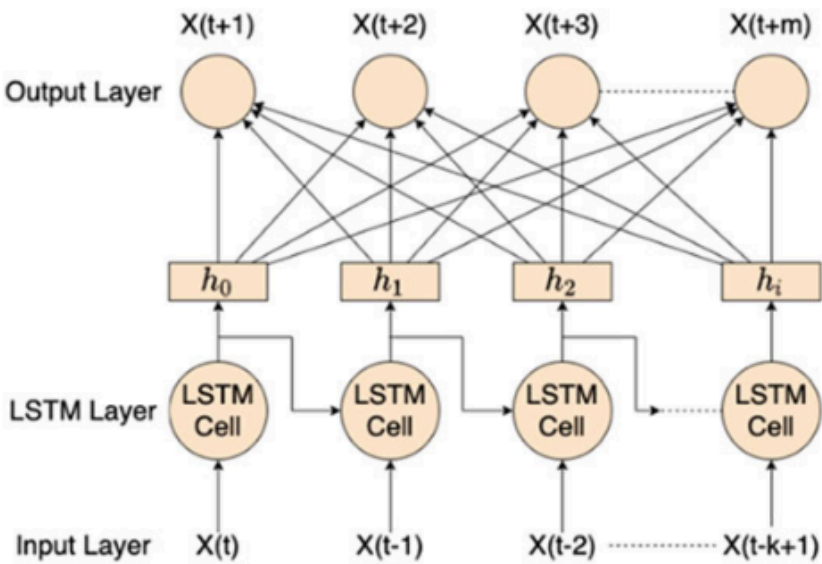 X(t+1) X(t+2) X(t+3) X(t+m)
Output Layer
h0 h1 h2 hi
LSTM Layer LSTM Cell LSTM Cell LSTM Cell LSTM Cell
Input Layer X(t) X(t-1) X(t-2) X(t-k+1)